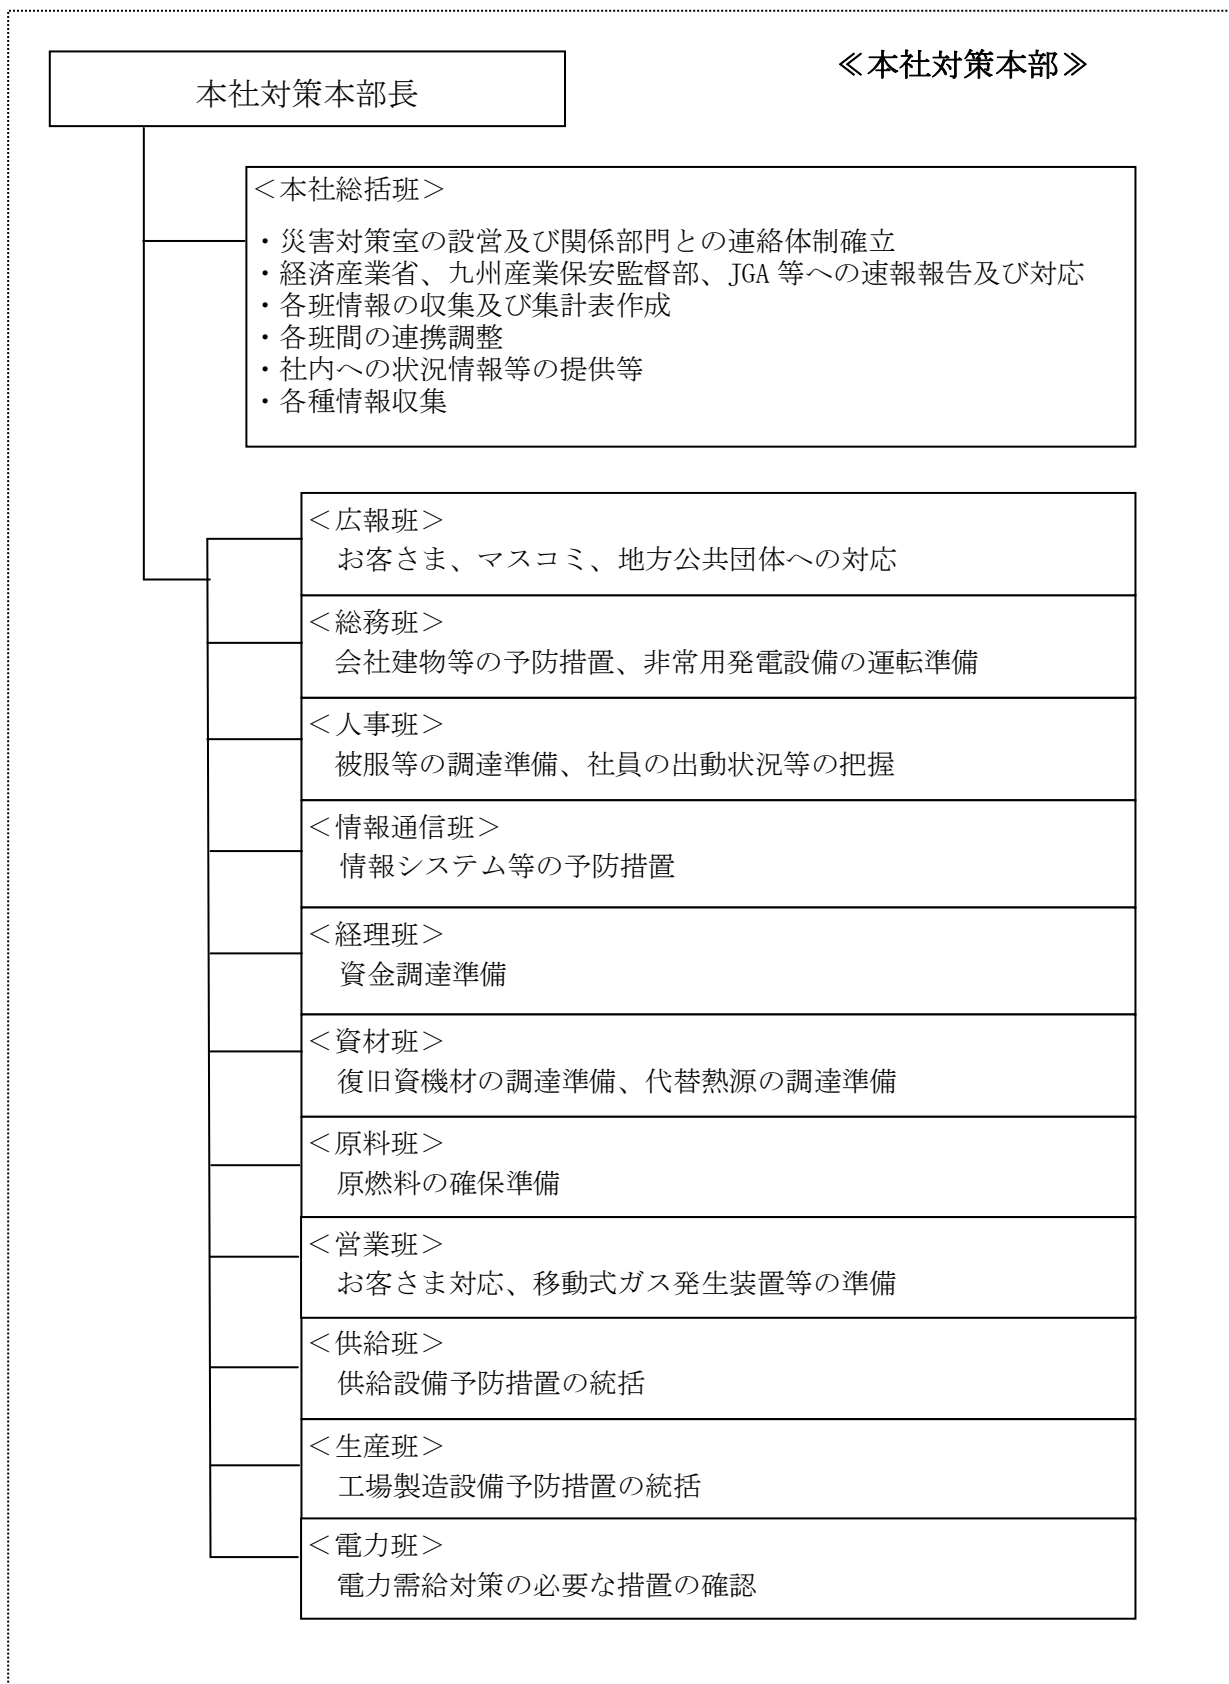 ≪本社対策本部≫
本社対策本部長
＜本社総括班＞
・災害対策室の設営及び関係部門との連絡体制確立
・経済産業省、九州産業保安監督部、JGA 等への速報報告及び対応
・各班情報の収集及び集計表作成
・各班間の連携調整
・社内への状況情報等の提供等
・各種情報収集
＜広報班＞
お客さま、マスコミ、地方公共団体への対応
＜総務班＞
会社建物等の予防措置、非常用発電設備の運転準備
＜人事班＞
被服等の調達準備、社員の出動状況等の把握
＜情報通信班＞
情報システム等の予防措置
＜経理班＞
資金調達準備
＜資材班＞
復旧資機材の調達準備、代替熱源の調達準備
＜原料班＞
原燃料の確保準備
＜営業班＞
お客さま対応、移動式ガス発生装置等の準備
＜供給班＞
供給設備予防措置の統括
＜生産班＞
工場製造設備予防措置の統括
＜電力班＞
電力需給対策の必要な措置の確認